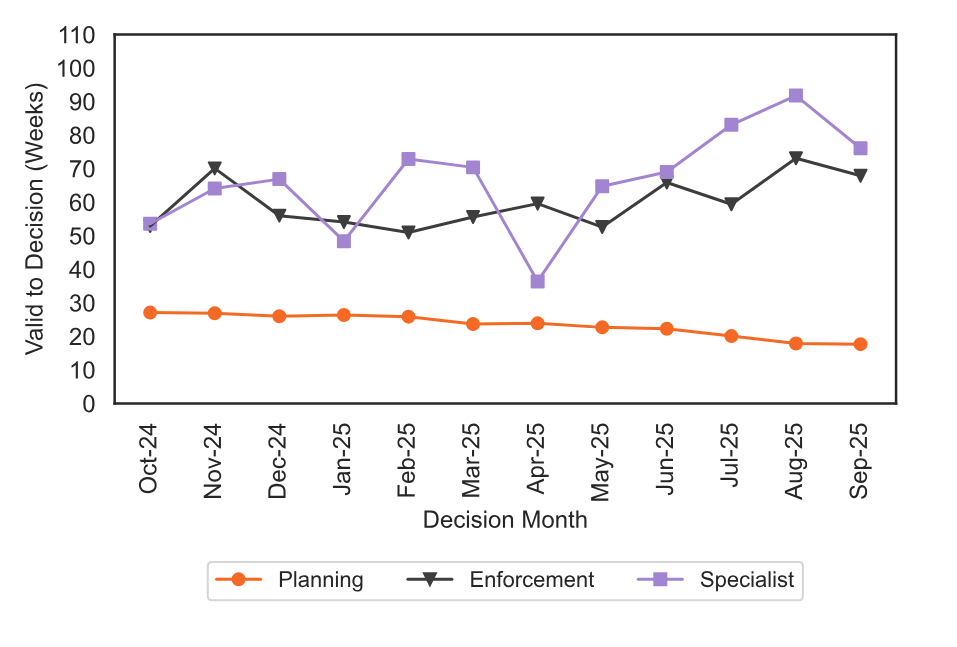 110
100
90
80
70
60
50
40
30
20
10
0
Valid to Decision (Weeks)
Oct-24
Nov-24
Dec-24
Jan-25
Feb-25
Mar-25
Apr-25
May-25
Jun-25
Jul-25
Aug-25
Sep-25
Decision Month
Planning Enforcement Specialist